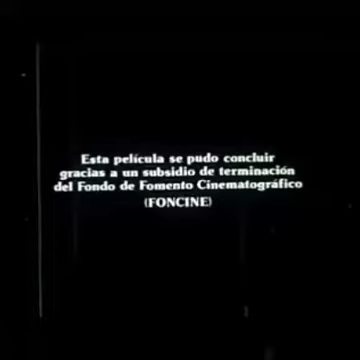 Esta película se pudo concluir
gracias a un subsidio de terminación
del Fondo de Fomento Cinematográfico
(FONCINE)